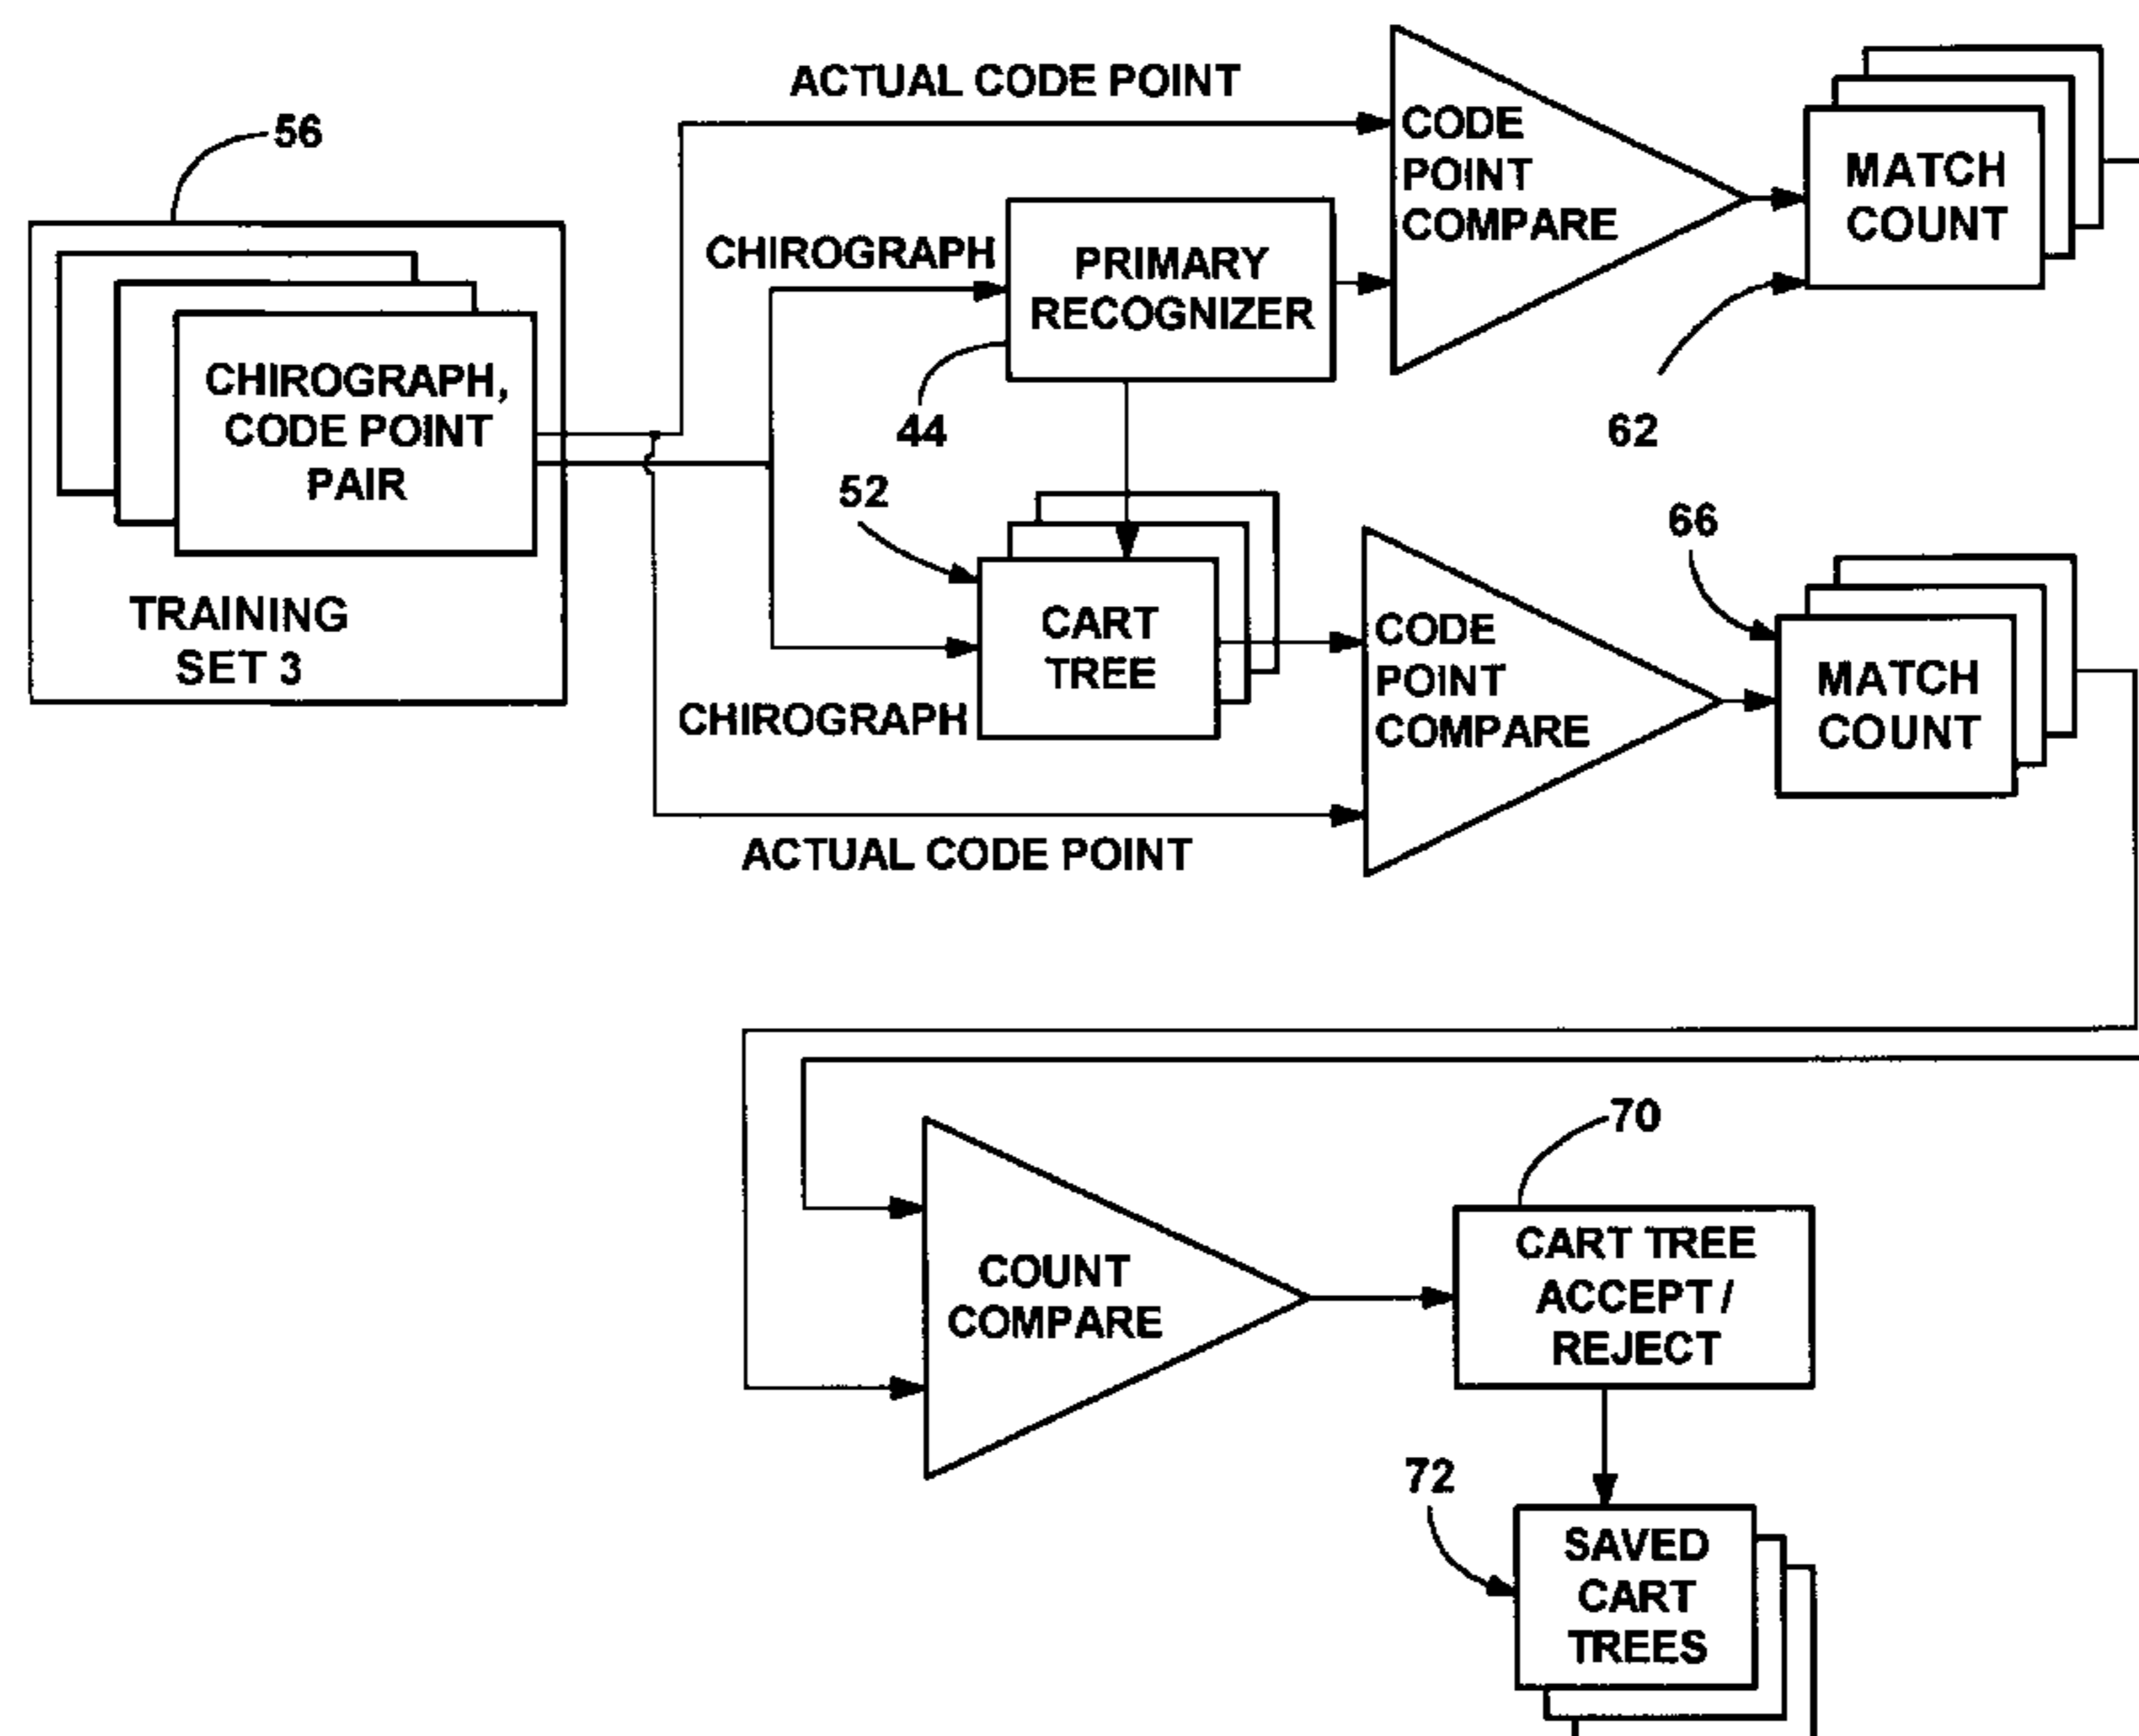 ACTUAL CODE POINT
56
CODE
POINT
COMPARE
MATCH
COUNT
CHIROGRAPH
PRIMARY
RECOGNIZER
44
62
CHIROGRAPH,
CODE POINT
PAIR
TRAINING
SET 3
52
CART
TREE
CHIROGRAPH
CODE
POINT
COMPARE
66
MATCH
COUNT
ACTUAL CODE POINT
COUNT
COMPARE
70
CART TREE
ACCEPT /
REJECT
72
SAVED
CART
TREES